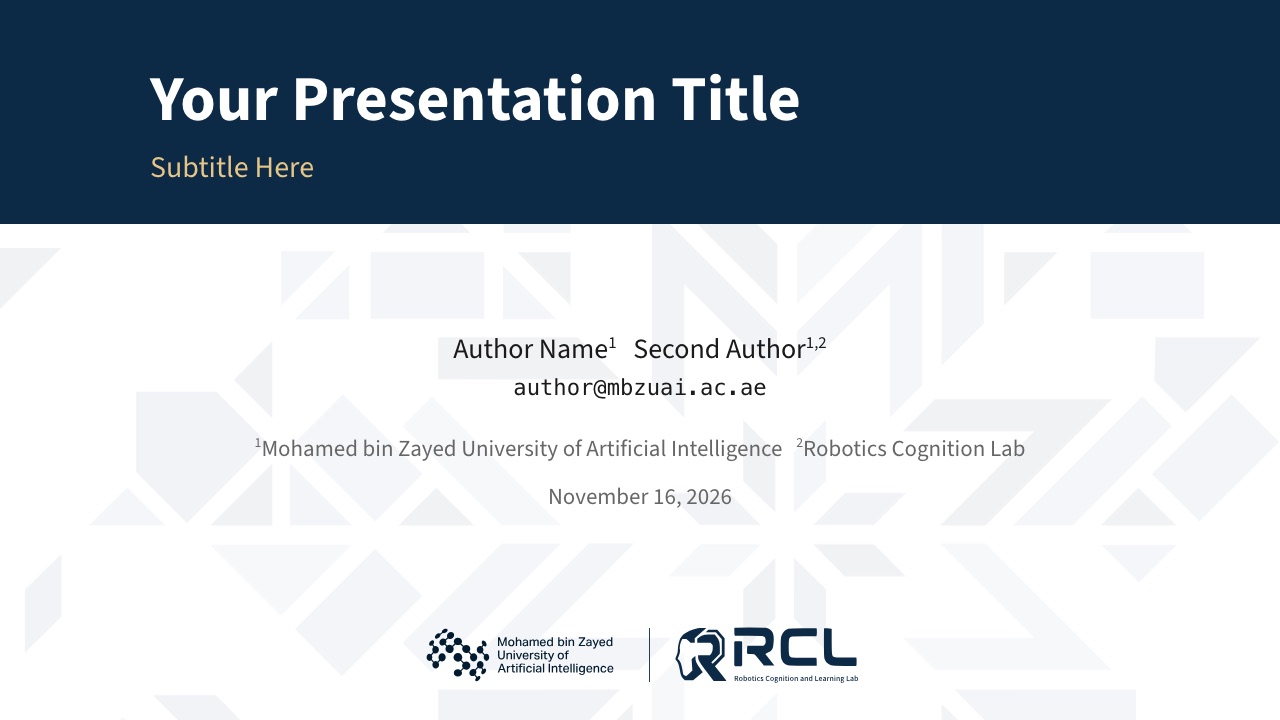 Your Presentation Title
Subtitle Here
Author Name¹ Second Author¹,²
author@mbzuai.ac.ae
¹Mohamed bin Zayed University of Artificial Intelligence ²Robotics Cognition Lab
November 16, 2026
Mohamed bin Zayed
University of
Artificial Intelligence
RCL
Robotics Cognition and Learning Lab